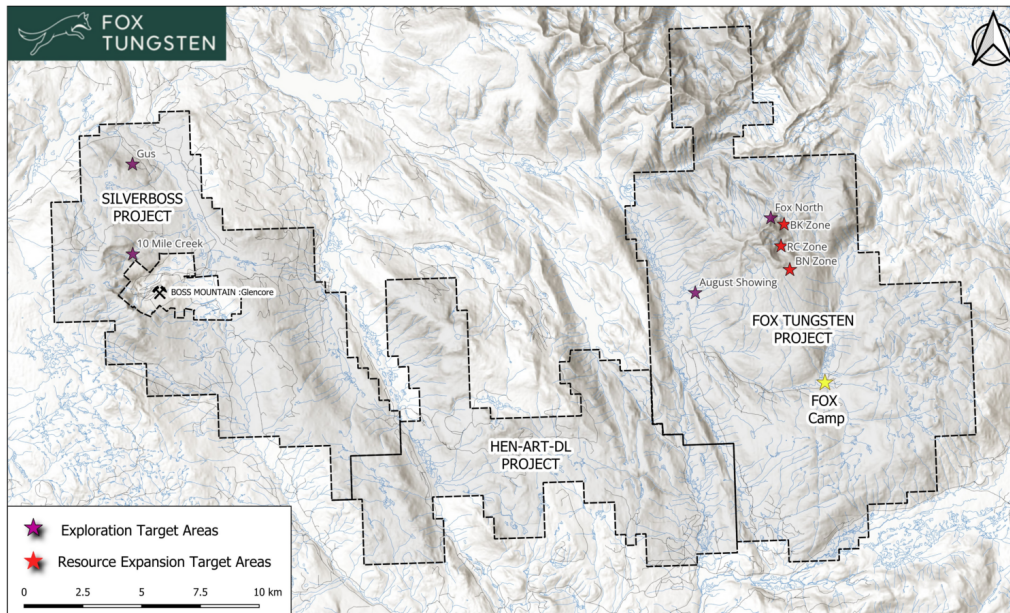 FOX
TUNGSTEN
Gus
SILVERBOSS
PROJECT
10 Mile Creek
BOSS MOUNTAIN :Glencore
Fox North
BK Zone
RC Zone
BN Zone
August Showing
FOX TUNGSTEN
PROJECT
FOX
Camp
HEN-ART-DL
PROJECT
Exploration Target Areas
Resource Expansion Target Areas
0 2.5 5 7.5 10 km